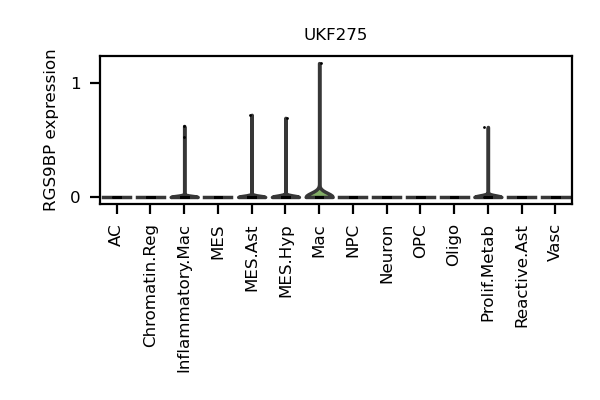 UKF275
RGS9BP expression
1
0
AC
Chromatin.Reg
Inflammatory.Mac
MES
MES.Ast
MES.Hyp
Mac
NPC
Neuron
OPC
Oligo
Prolif.Metab
Reactive.Ast
Vasc